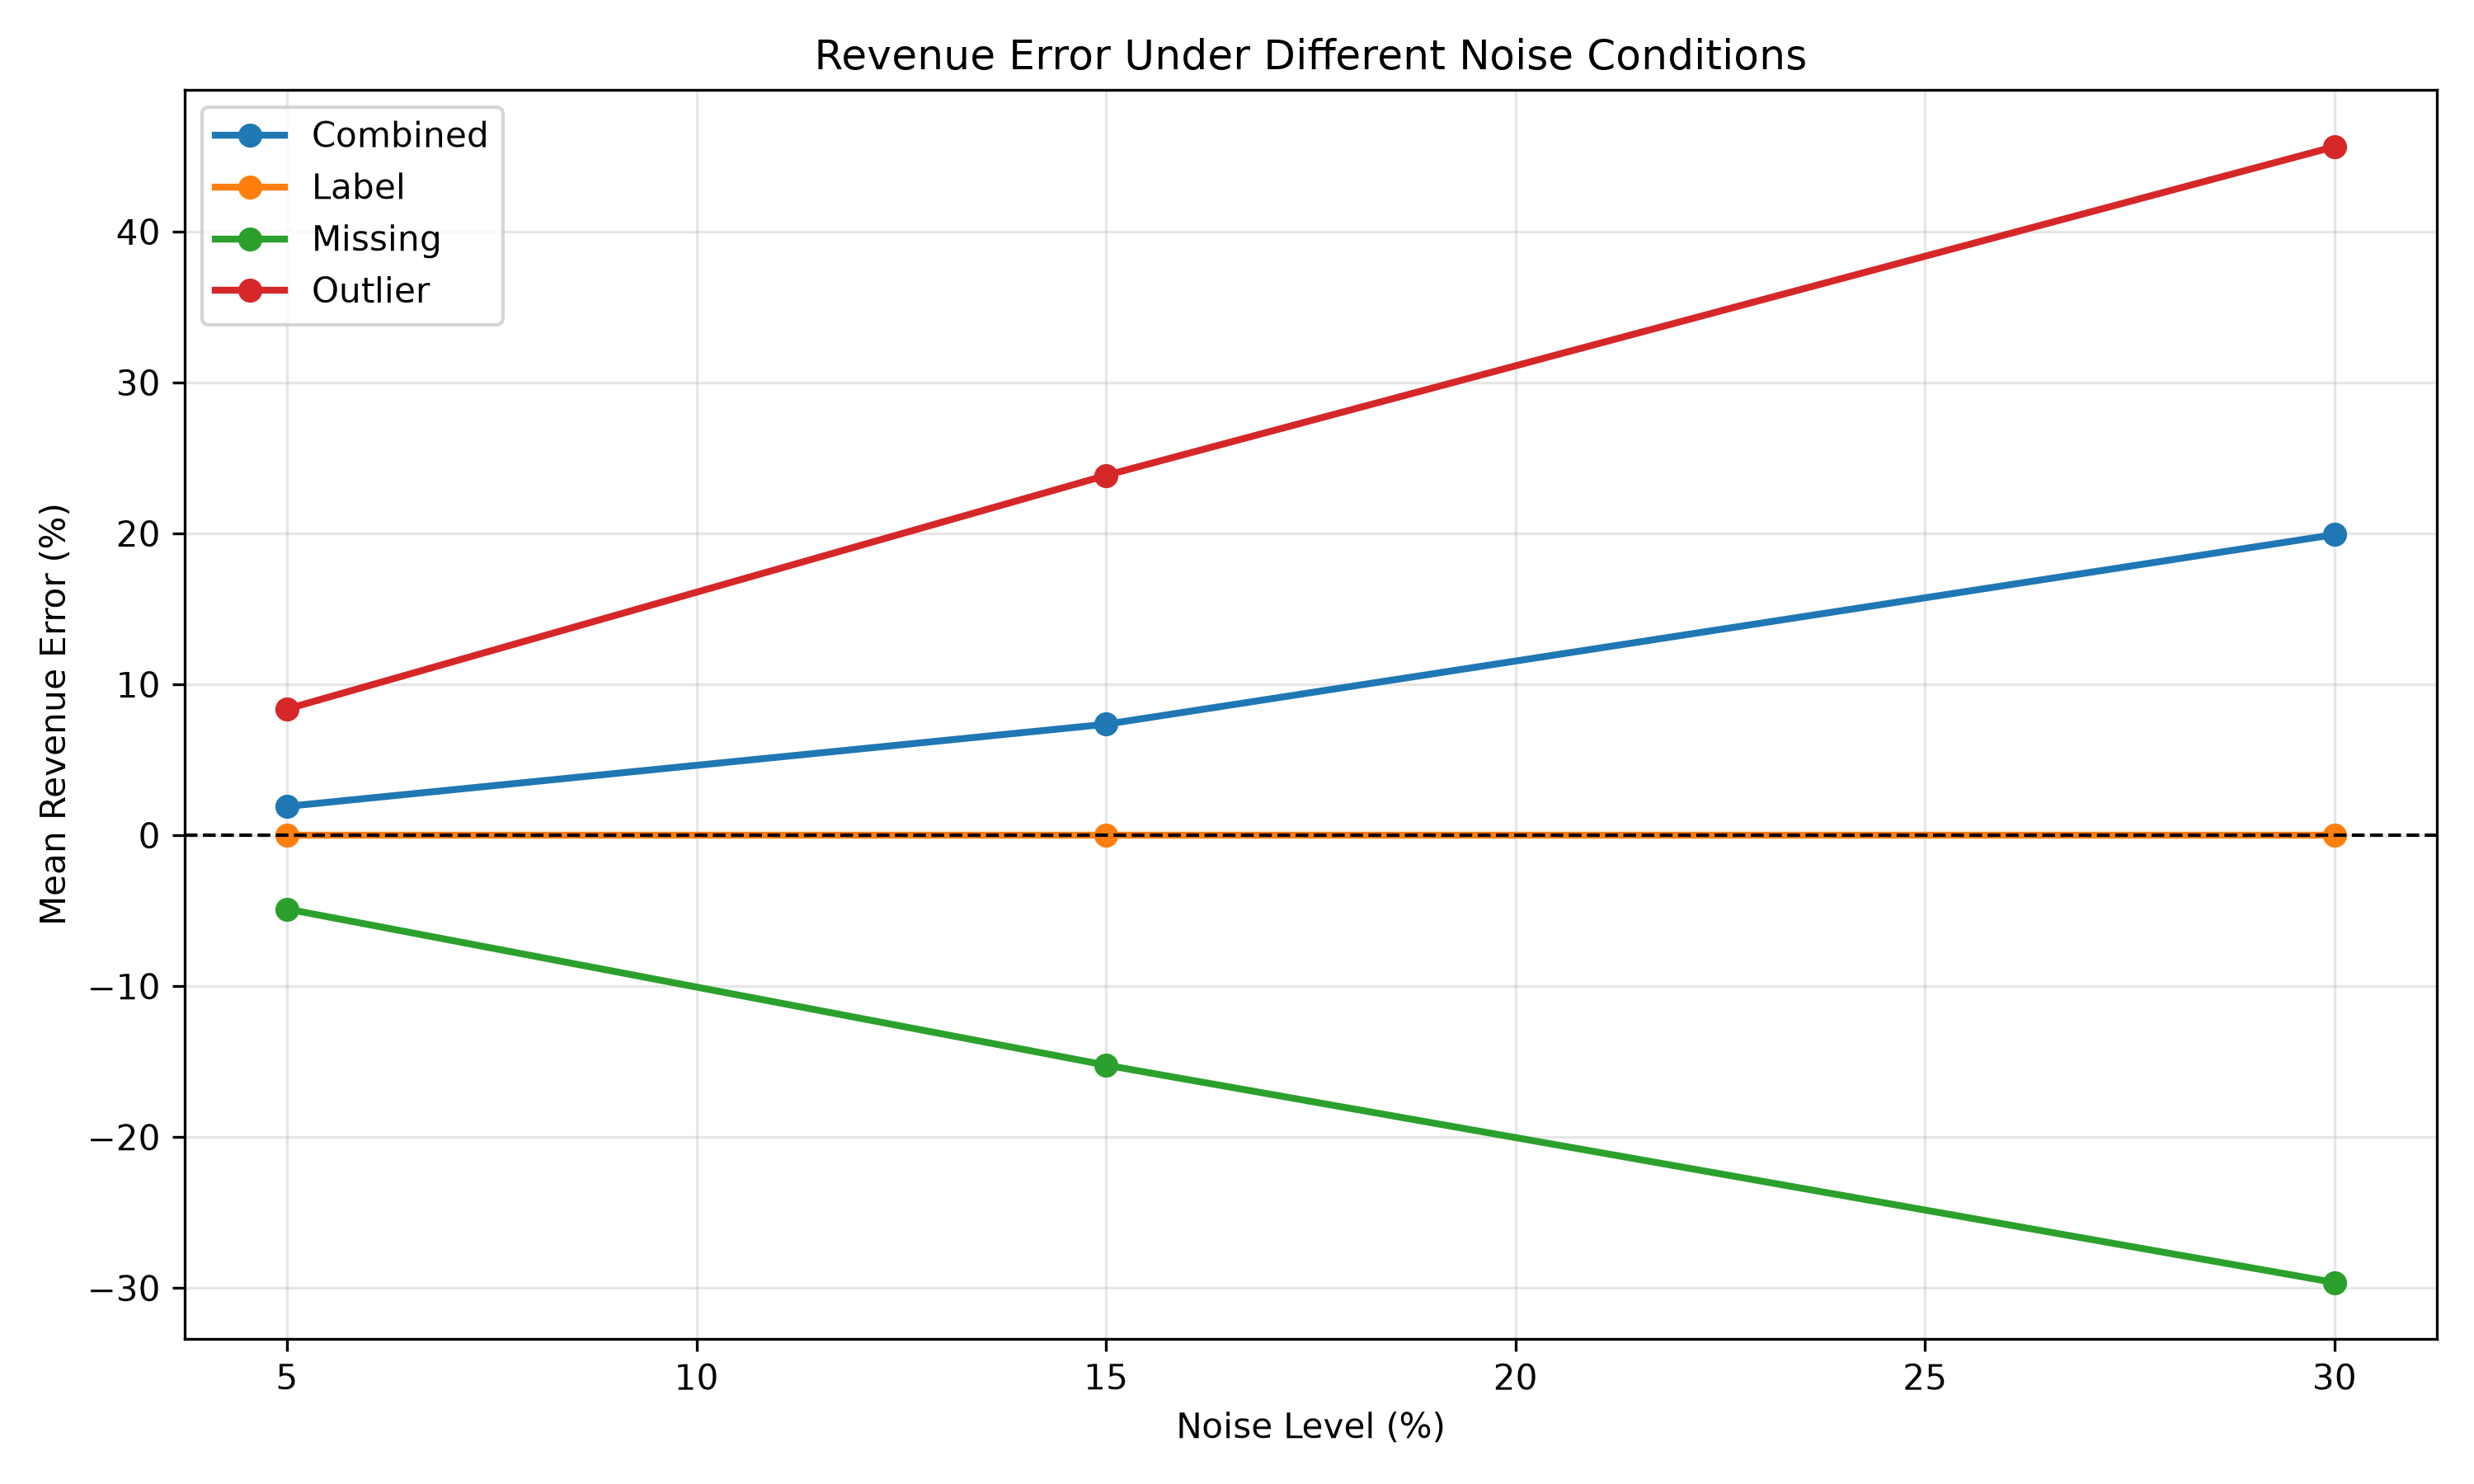 Revenue Error Under Different Noise Conditions
Combined
Label
Missing
Outlier
Mean Revenue Error (%)
40
30
20
10
0
−10
−20
−30
5 10 15 20 25 30
Noise Level (%)